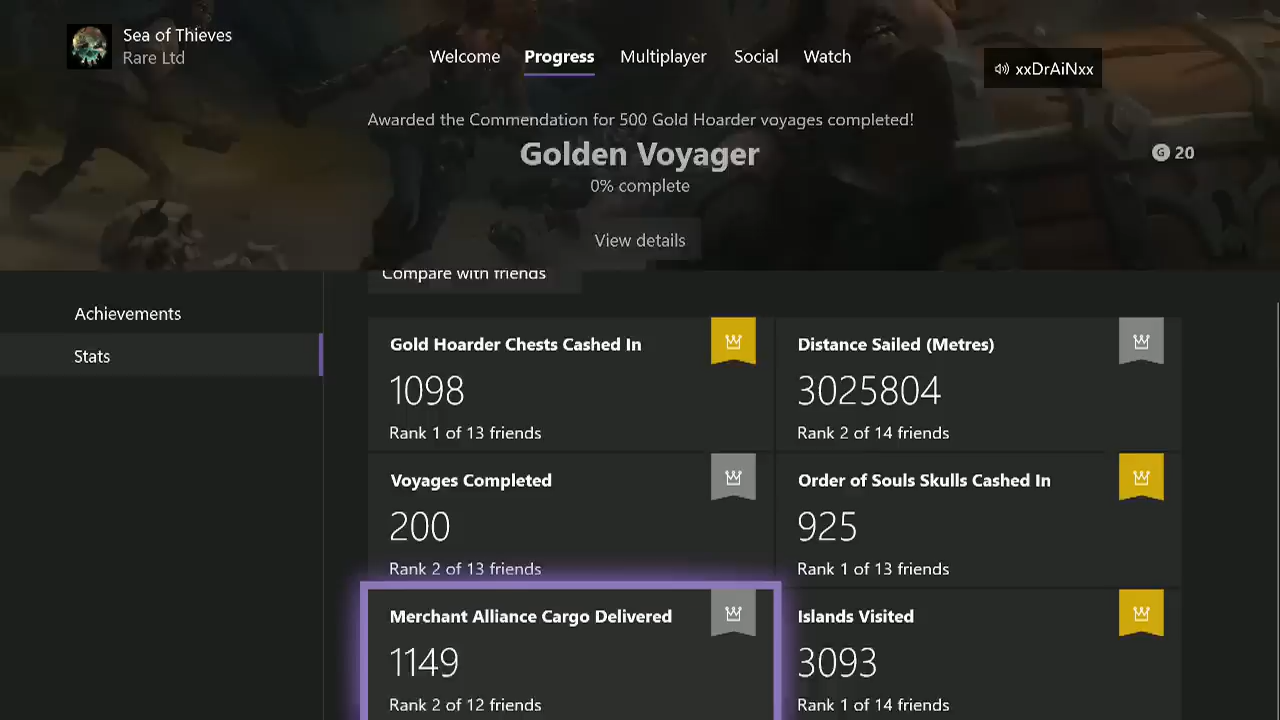 Sea of Thieves
Rare Ltd
Welcome Progress Multiplayer Social Watch
xxDrAiNxx
Awarded the Commendation for 500 Gold Hoarder voyages completed!
Golden Voyager
G 20
0% complete
View details
Compare with friends
Achievements
Stats
Gold Hoarder Chests Cashed In
1098
Rank 1 of 13 friends
Distance Sailed (Metres)
3025804
Rank 2 of 14 friends
Voyages Completed
200
Rank 2 of 13 friends
Order of Souls Skulls Cashed In
925
Rank 1 of 13 friends
Merchant Alliance Cargo Delivered
1149
Rank 2 of 12 friends
Islands Visited
3093
Rank 1 of 14 friends